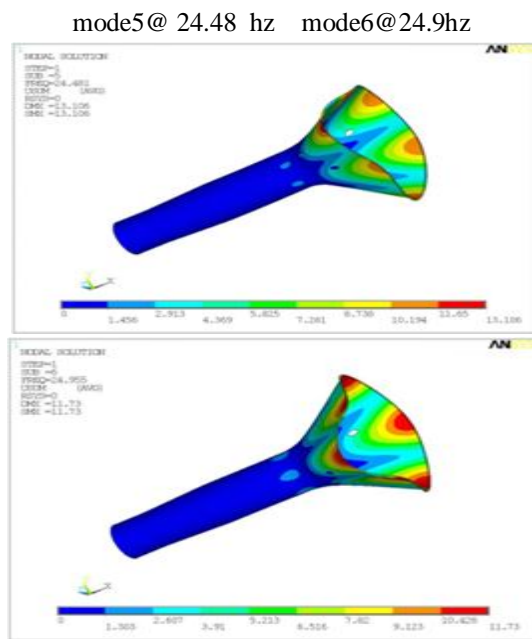 mode5@ 24.48 hz mode6@24.9hz
1
AN
NODAL SOLUTION
STEP=1
SUB =5
FREQ=24.481
USUM (AVG)
RSYS=0
DMX =13.106
SMX =13.106
0 1.456 2.913 4.369 5.825 7.281 8.738 10.194 11.65 13.106
AN
NODAL SOLUTION
STEP=1
SUB =6
FREQ=24.955
USUM (AVG)
RSYS=0
DMX =11.73
SMX =11.73
0 1.303 2.607 3.91 5.213 6.516 7.82 9.123 10.426 11.73